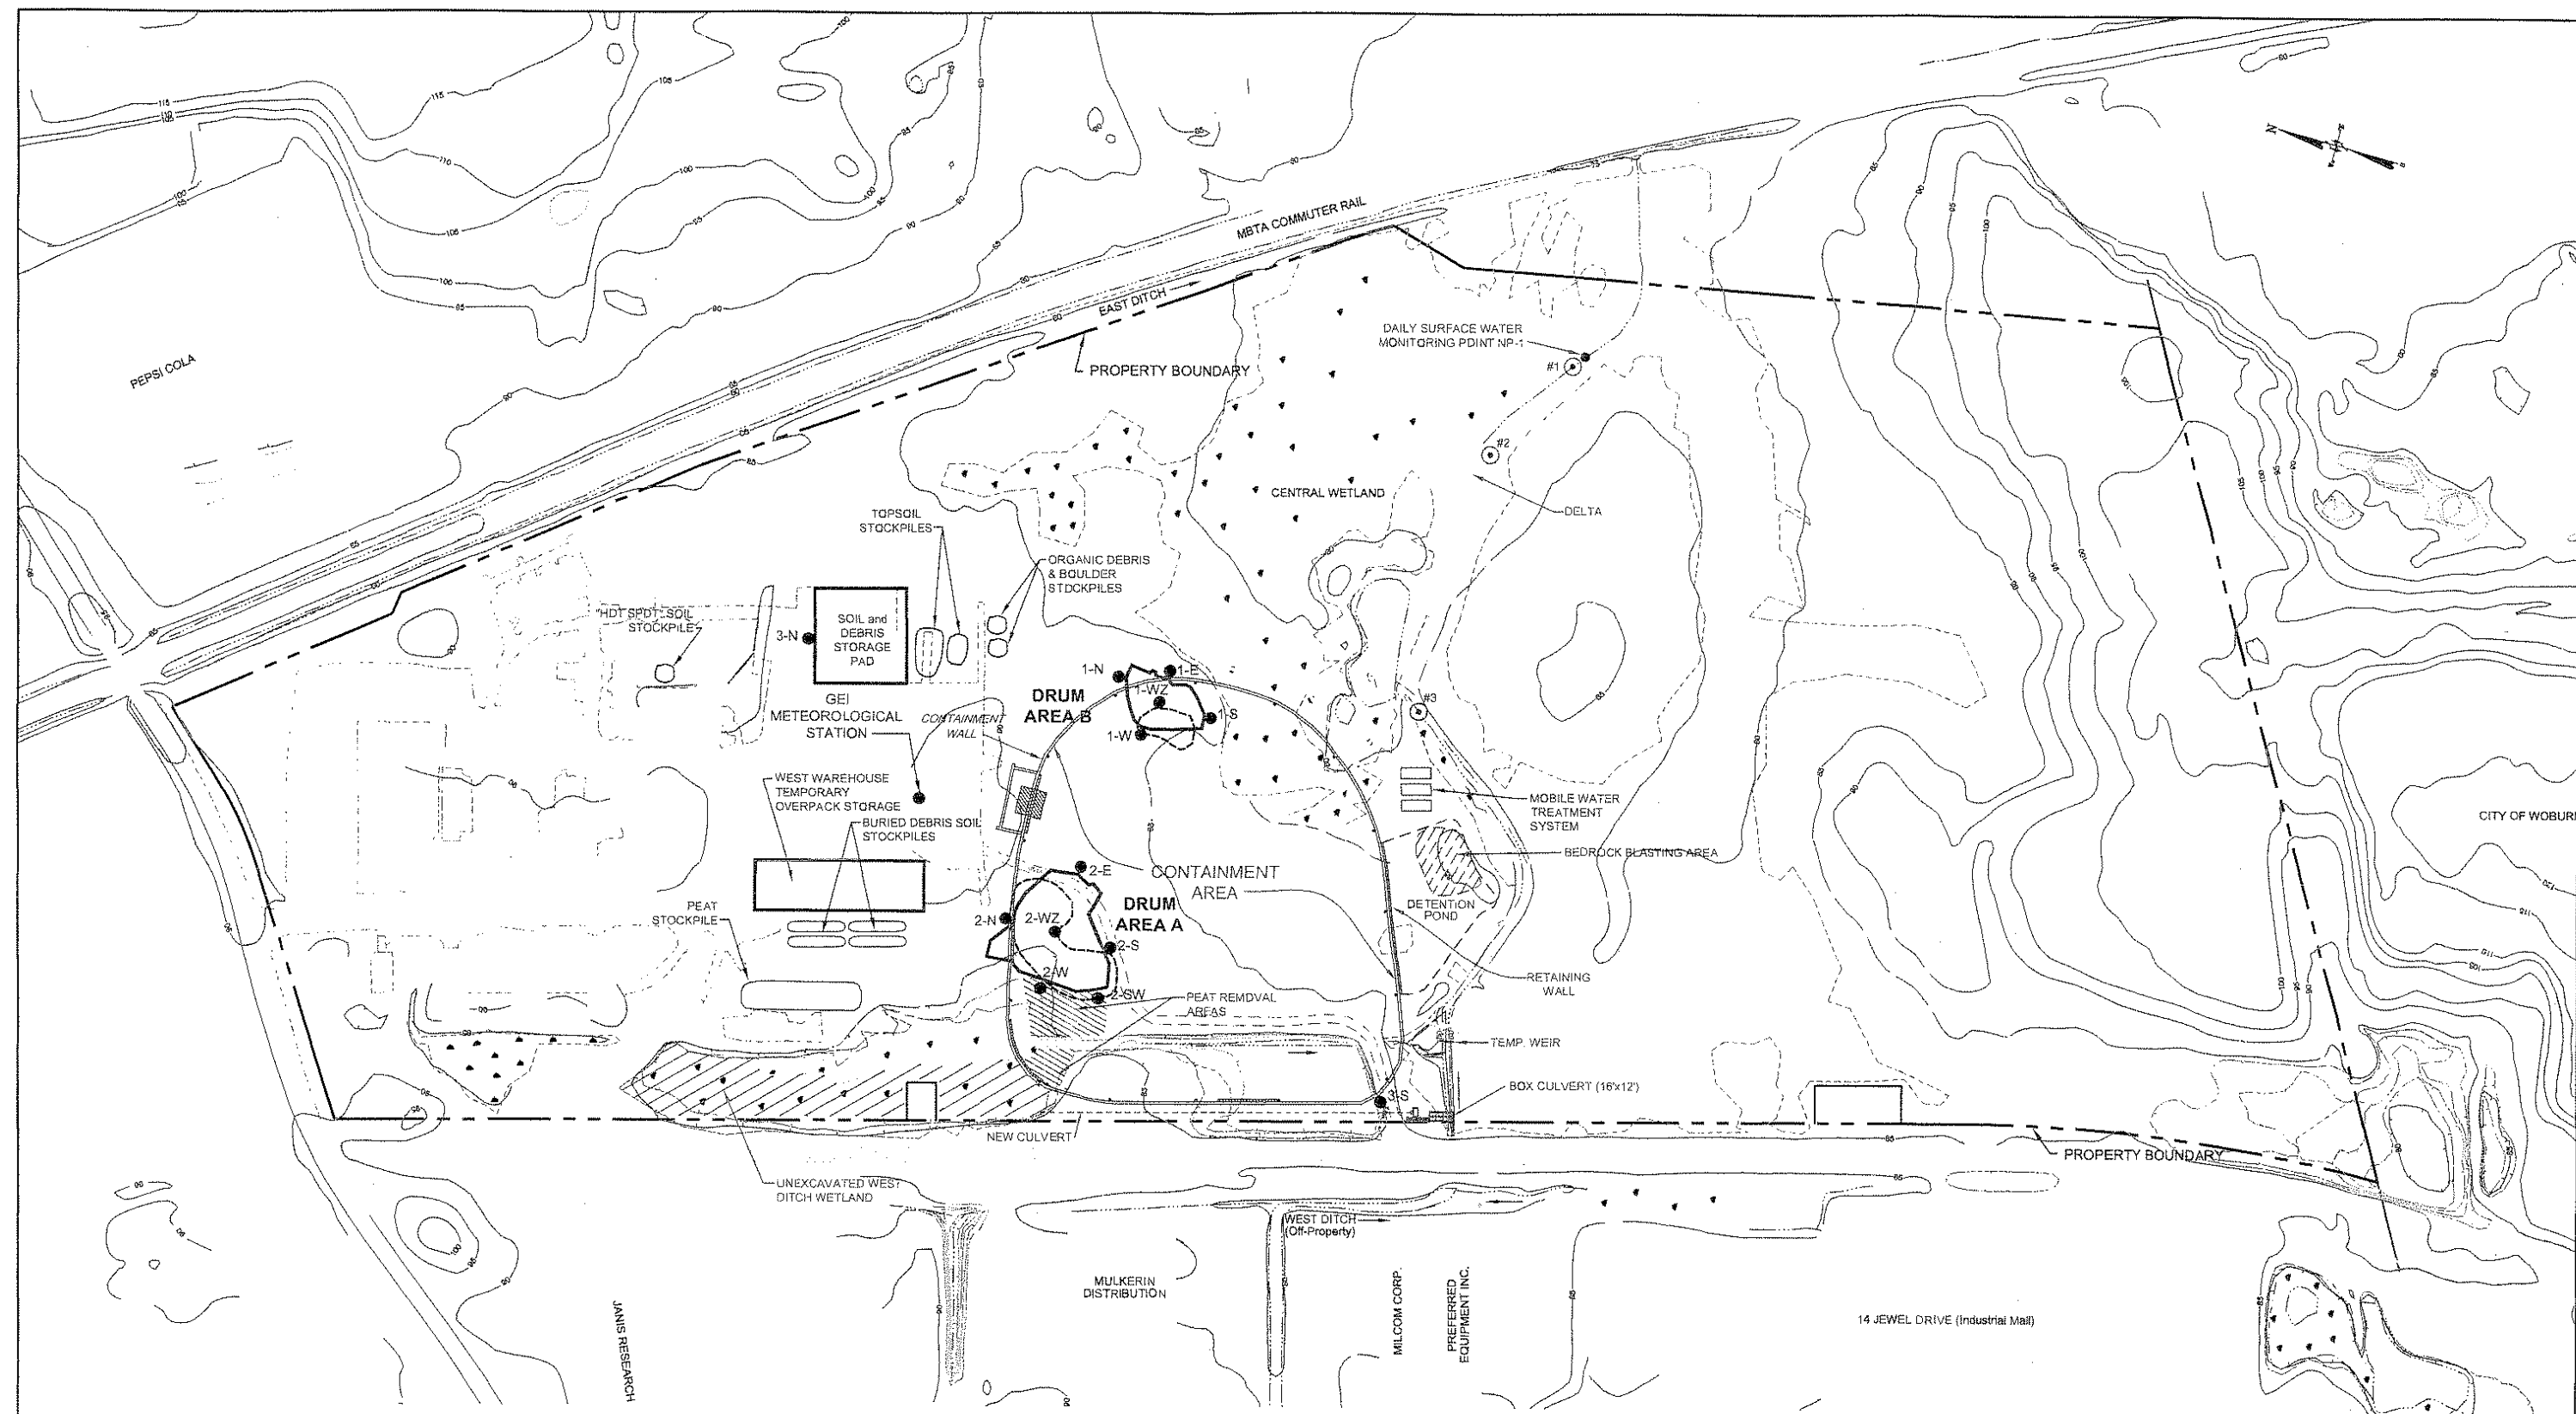 MBTA COMMUTER RAIL
EAST DITCH
PEPSI COLA
PROPERTY BOUNDARY
DAILY SURFACE WATER
MONITORING POINT NP-1
#1
#2
CENTRAL WETLAND
DELTA
TOPSOIL
STOCKPILES
ORGANIC DEBRIS
& BOULDER
STOCKPILES
"HOT SPOT" SOIL
STOCKPILE
3-N
SOIL and
DEBRIS
STORAGE
PAD
GEI
METEOROLOGICAL
STATION
CONTAINMENT
WALL
DRUM
AREA B
1-N
1-E
1-WZ
1-S
1-W
#3
WEST WAREHOUSE
TEMPORARY
OVERPACK STORAGE
BURIED DEBRIS SOIL
STOCKPILES
MOBILE WATER
TREATMENT
SYSTEM
BEDROCK BLASTING AREA
CITY OF WOBURN
CONTAINMENT
AREA
2-E
DRUM
AREA A
2-N
2-WZ
2-S
2-W
2-SW
DETENTION
POND
PEAT
STOCKPILE
RETAINING
WALL
PEAT REMOVAL
AREAS
TEMP. WEIR
BOX CULVERT (16'x12')
3-S
NEW CULVERT
PROPERTY BOUNDARY
UNEXCAVATED WEST
DITCH WETLAND
WEST DITCH
(Off-Property)
MULKERIN
DISTRIBUTION
JANIS RESEARCH
MILCOM CORP.
PREFERRED
EQUIPMENT INC.
14 JEWEL DRIVE (Industrial Mall)